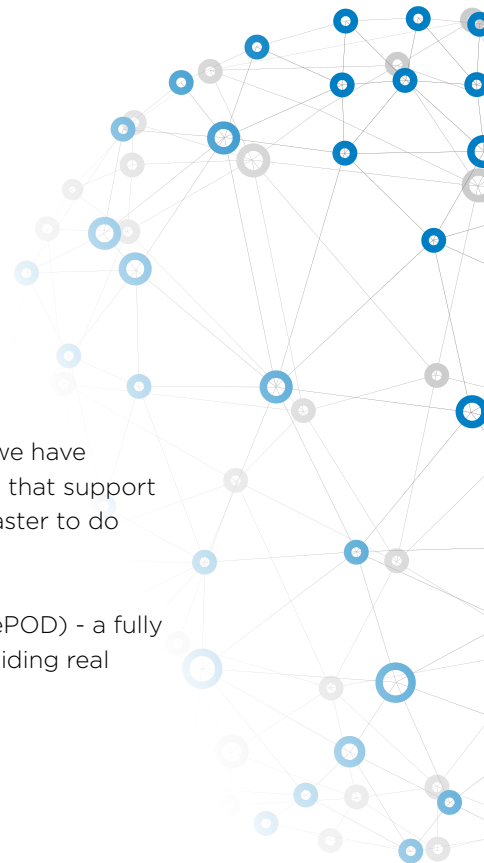 we have
that support
aster to do
ePOD) - a fully
iding real